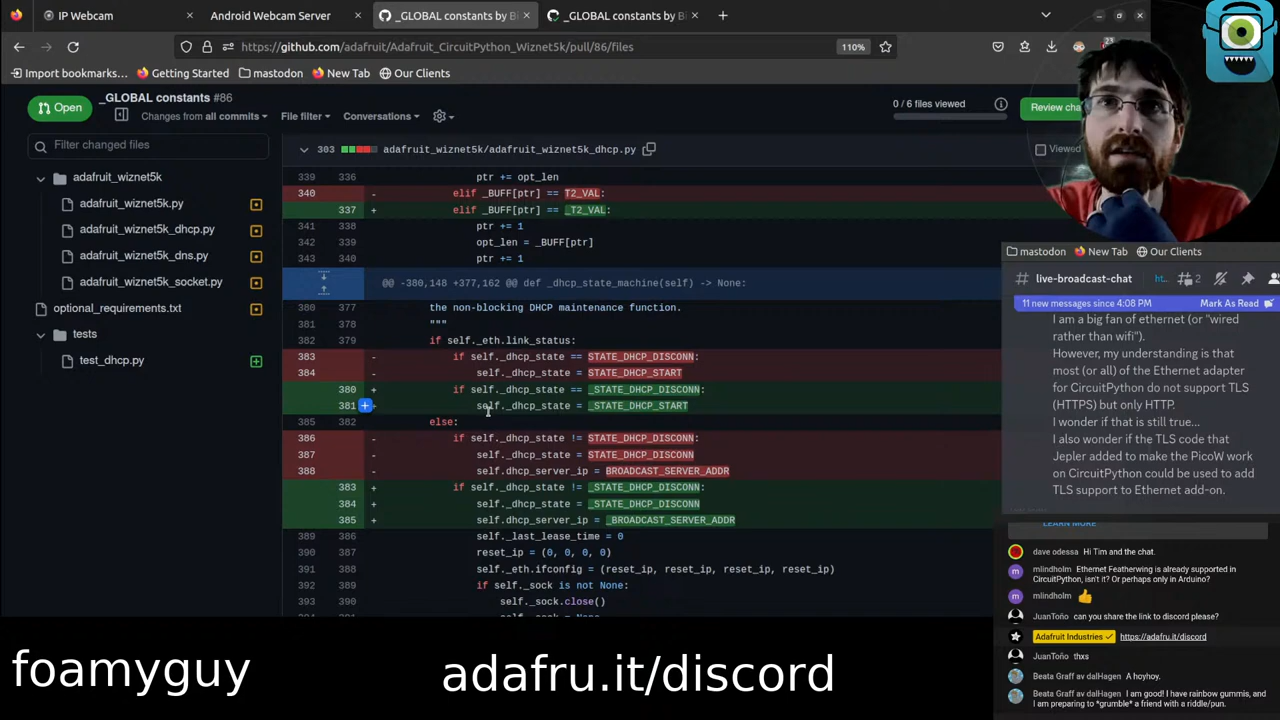 IP Webcam
Android Webcam Server
_GLOBAL constants by Bi
_GLOBAL constants by Bi
https://github.com/adafruit/Adafruit_CircuitPython_Wiznet5k/pull/86/files
110%
23
Import bookmarks…
Getting Started
mastodon
New Tab
Our Clients
Open
_GLOBAL constants #86
Changes from all commits
File filter
Conversations
0 / 6 files viewed
Review cha
Filter changed files
303
adafruit_wiznet5k/adafruit_wiznet5k_dhcp.py
Viewed
adafruit_wiznet5k
adafruit_wiznet5k.py
adafruit_wiznet5k_dhcp.py
adafruit_wiznet5k_dns.py
adafruit_wiznet5k_socket.py
optional_requirements.txt
tests
test_dhcp.py
339 336 ptr += opt_len
340 - elif _BUFF[ptr] == T2_VAL:
337 + elif _BUFF[ptr] == _T2_VAL:
341 338 ptr += 1
342 339 opt_len = _BUFF[ptr]
343 340 ptr += 1
@@ -380,148 +377,162 @@ def _dhcp_state_machine(self) -> None:
380 377 the non-blocking DHCP maintenance function.
381 378 """
382 379 if self._eth.link_status:
383 - if self._dhcp_state == STATE_DHCP_DISCONN:
384 - self._dhcp_state = STATE_DHCP_START
380 + if self._dhcp_state == _STATE_DHCP_DISCONN:
381 + self._dhcp_state = _STATE_DHCP_START
385 382 else:
386 - if self._dhcp_state != STATE_DHCP_DISCONN:
387 - self._dhcp_state = STATE_DHCP_DISCONN
388 - self.dhcp_server_ip = BROADCAST_SERVER_ADDR
383 + if self._dhcp_state != _STATE_DHCP_DISCONN:
384 + self._dhcp_state = _STATE_DHCP_DISCONN
385 + self.dhcp_server_ip = _BROADCAST_SERVER_ADDR
389 386 self._last_lease_time = 0
390 387 reset_ip = (0, 0, 0, 0)
391 388 self._eth.ifconfig = (reset_ip, reset_ip, reset_ip, reset_ip)
392 389 if self._sock is not None:
393 390 self._sock.close()
mastodon
New Tab
Our Clients
# live-broadcast-chat
ht…
2
11 new messages since 4:08 PM
Mark As Read
I am a big fan of ethernet (or "wired
rather than wifi").
However, my understanding is that
most (or all) of the Ethernet adapter
for CircuitPython do not support TLS
(HTTPS) but only HTTP.
I wonder if that is still true...
I also wonder if the TLS code that
Jepler added to make the PicoW work
on CircuitPython could be used to add
TLS support to Ethernet add-on.
LEARN MORE
dave odessa Hi Tim and the chat.
mlindholm Ethernet Featherwing is already supported in
CircuitPython, isn't it? Or perhaps only in Arduino?
mlindholm 👍
JuanToño can you share the link to discord please?
Adafruit Industries ✓ https://adafru.it/discord
JuanToño thxs
Beata Graff av dalHagen A hoyhoy.
Beata Graff av dalHagen I am good! I have rainbow gummis, and
I am preparing to *grumble* a friend with a riddle/pun.
foamyguy
adafru.it/discord